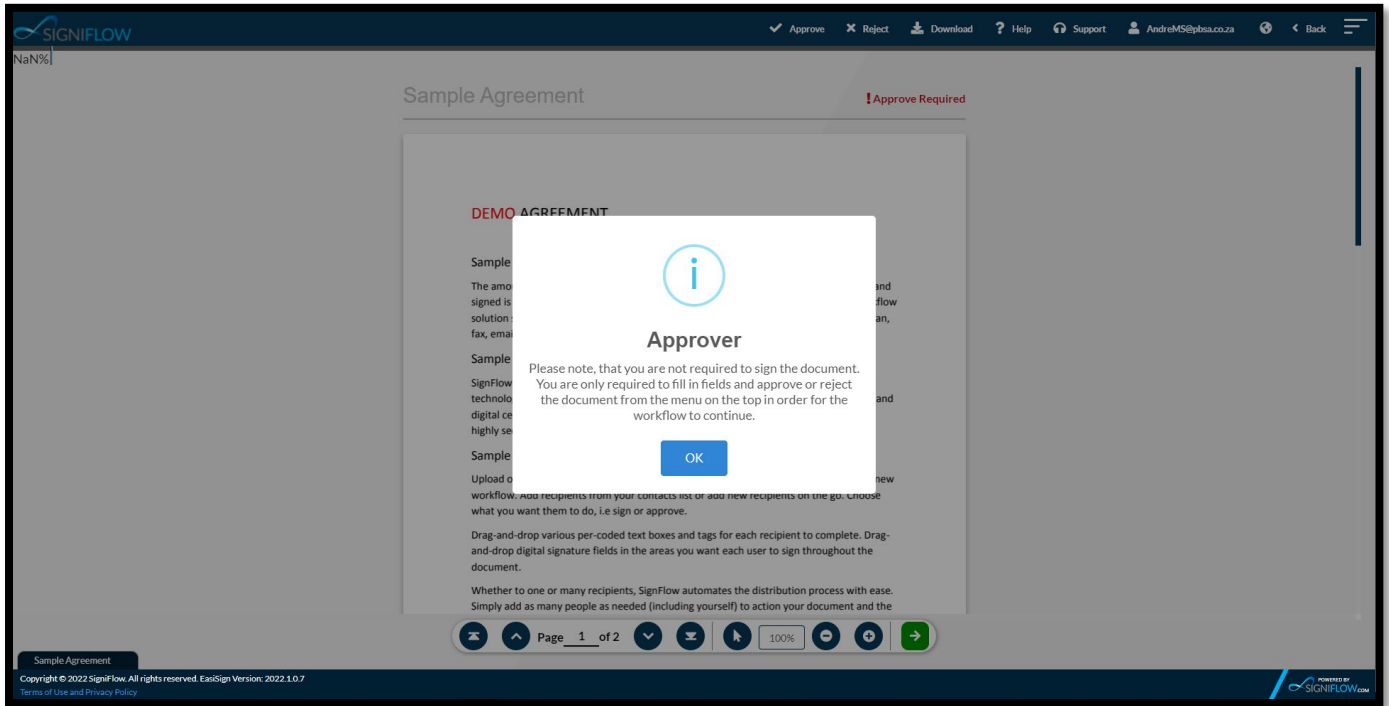 SIGNIFLOW
Approve Reject Download Help Support AndreMS@pbsa.co.za Back
NaN%
Sample Agreement
Approve Required
DEMO AGREEMENT
Sample
The amo and
signed is flow
solution an,
fax, emai
Sample
SignFlow
technolo and
digital ce
highly se
Sample
Upload o new
workflow. Add recipients from your contacts list or add new recipients on the go. Choose
what you want them to do, i.e sign or approve.
Drag-and-drop various per-coded text boxes and tags for each recipient to complete. Drag-
and-drop digital signature fields in the areas you want each user to sign throughout the
document.
Whether to one or many recipients, SignFlow automates the distribution process with ease.
Simply add as many people as needed (including yourself) to action your document and the
i
Approver
Please note, that you are not required to sign the document.
You are only required to fill in fields and approve or reject
the document from the menu on the top in order for the
workflow to continue.
OK
Page 1 of 2 100%
Sample Agreement
Copyright © 2022 SigniFlow. All rights reserved. EasiSign Version: 2022.1.0.7
Terms of Use and Privacy Policy
POWERED BY
SIGNIFLOW.COM